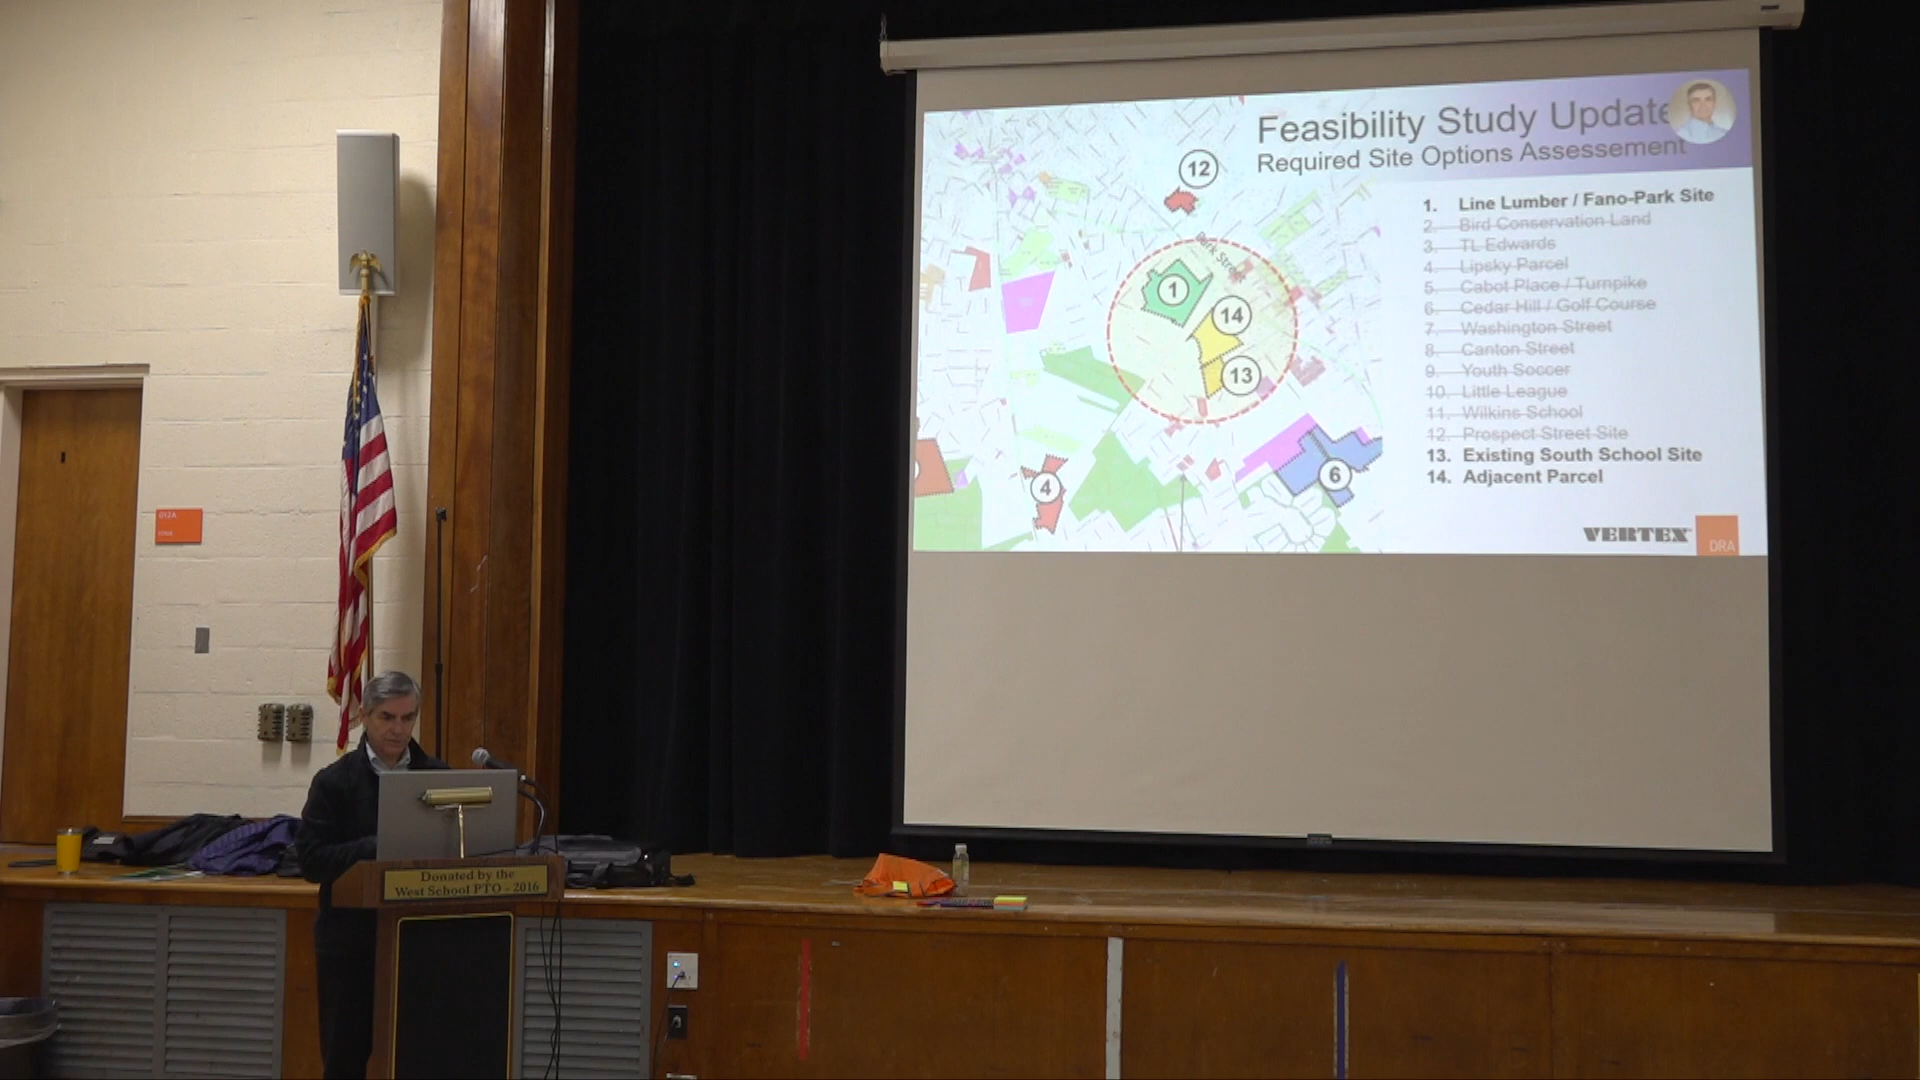 Feasibility Study Update
Required Site Options Assessement
12
Park Street
1
14
13
4
6
1. Line Lumber / Fano-Park Site
2. Bird Conservation Land
3. TL Edwards
4. Lipsky Parcel
5. Cabot Place / Turnpike
6. Cedar Hill / Golf Course
7. Washington Street
8. Canton Street
9. Youth Soccer
10. Little League
11. Wilkins School
12. Prospect Street Site
13. Existing South School Site
14. Adjacent Parcel
VERTEX
DRA
Donated by the
West School PTO - 2016